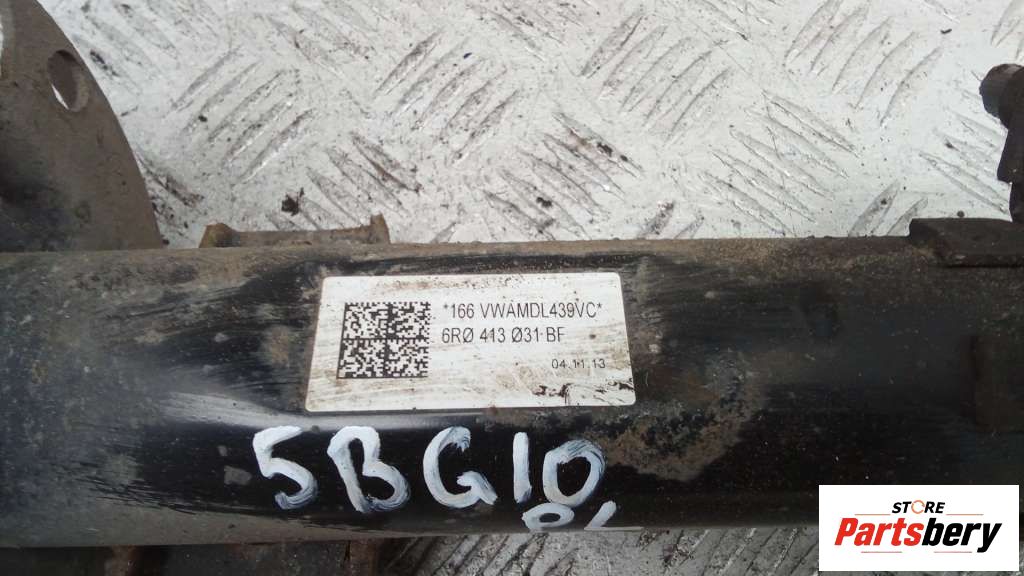 *166 VWAMDL439VC*
6RØ 413 Ø31 BF
04.11.13
5BG10
STORE
Partsbery